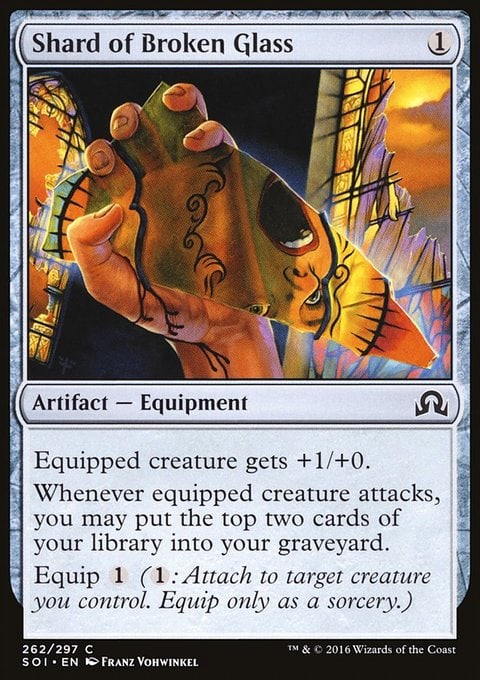 Shard of Broken Glass 1
Artifact — Equipment
Equipped creature gets +1/+0.
Whenever equipped creature attacks,
you may put the top two cards of
your library into your graveyard.
Equip 1 (1: Attach to target creature
you control. Equip only as a sorcery.)
262/297 C
SOI • EN Franz Vohwinkel
™ & © 2016 Wizards of the Coast